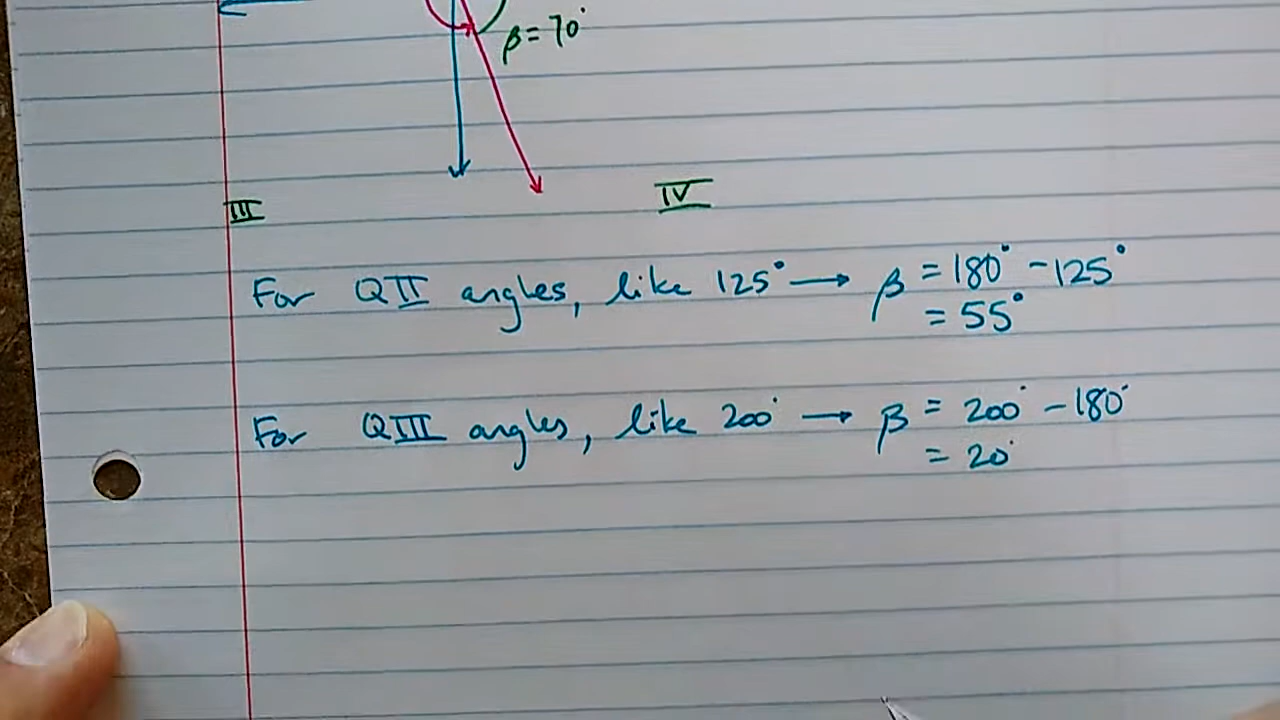 β = 70°
III
IV
For QII angles, like 125° → β = 180° - 125°
= 55°
For QIII angles, like 200° → β = 200° - 180°
= 20°